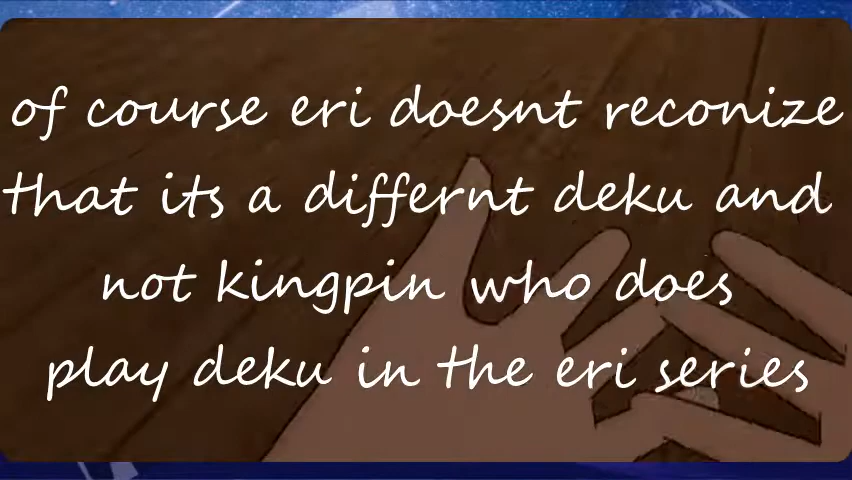 of course eri doesnt reconize
that its a differnt deku and
not kingpin who does
play deku in the eri series